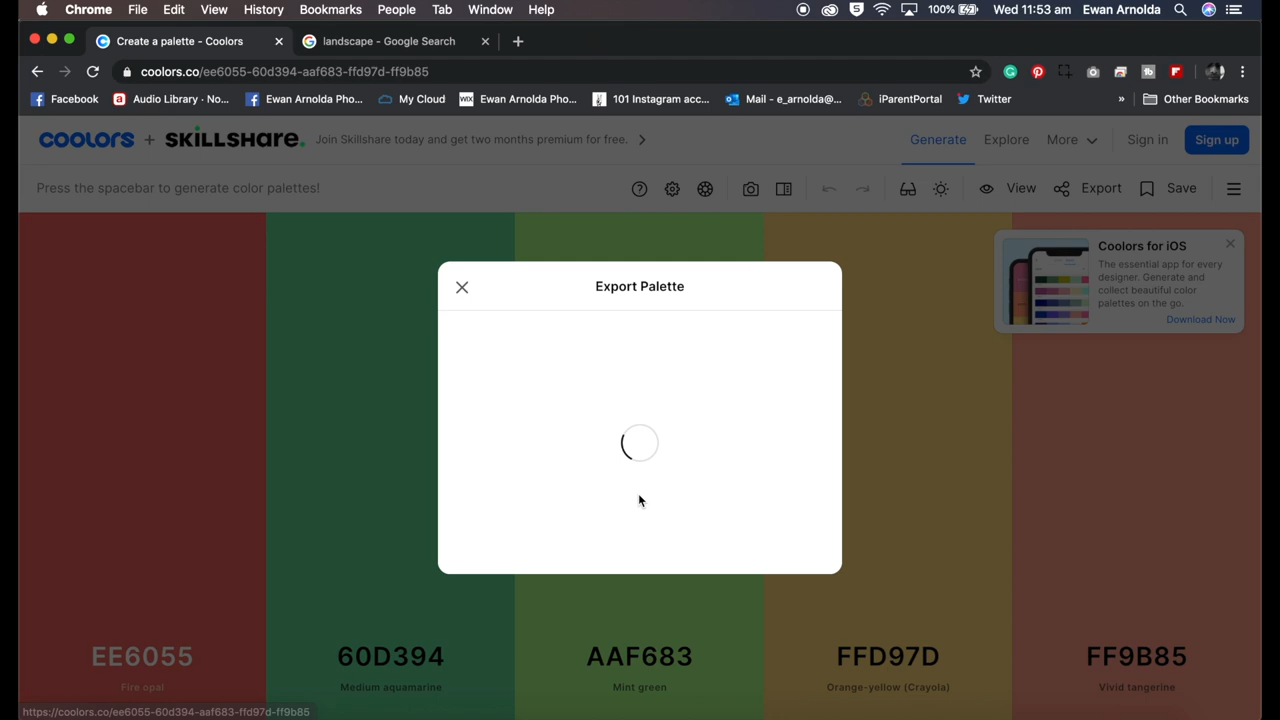 Chrome File Edit View History Bookmarks People Tab Window Help 5 100% Wed 11:53 am Ewan Arnolda
Create a palette - Coolors landscape - Google Search
coolors.co/ee6055-60d394-aaf683-ffd97d-ff9b85
Facebook Audio Library · No... Ewan Arnolda Pho... My Cloud WIX Ewan Arnolda Pho... 101 Instagram acc... Mail - e_arnolda@... iParentPortal Twitter » Other Bookmarks
coolors + SKILLSHARE. Join Skillshare today and get two months premium for free. Generate Explore More Sign in Sign up
Press the spacebar to generate color palettes! View Export Save
Coolors for iOS
The essential app for every
designer. Generate and
collect beautiful color
palettes on the go.
Download Now
Export Palette
EE6055 60D394 AAF683 FFD97D FF9B85
Fire opal Medium aquamarine Mint green Orange-yellow (Crayola) Vivid tangerine
https://coolors.co/ee6055-60d394-aaf683-ffd97d-ff9b85